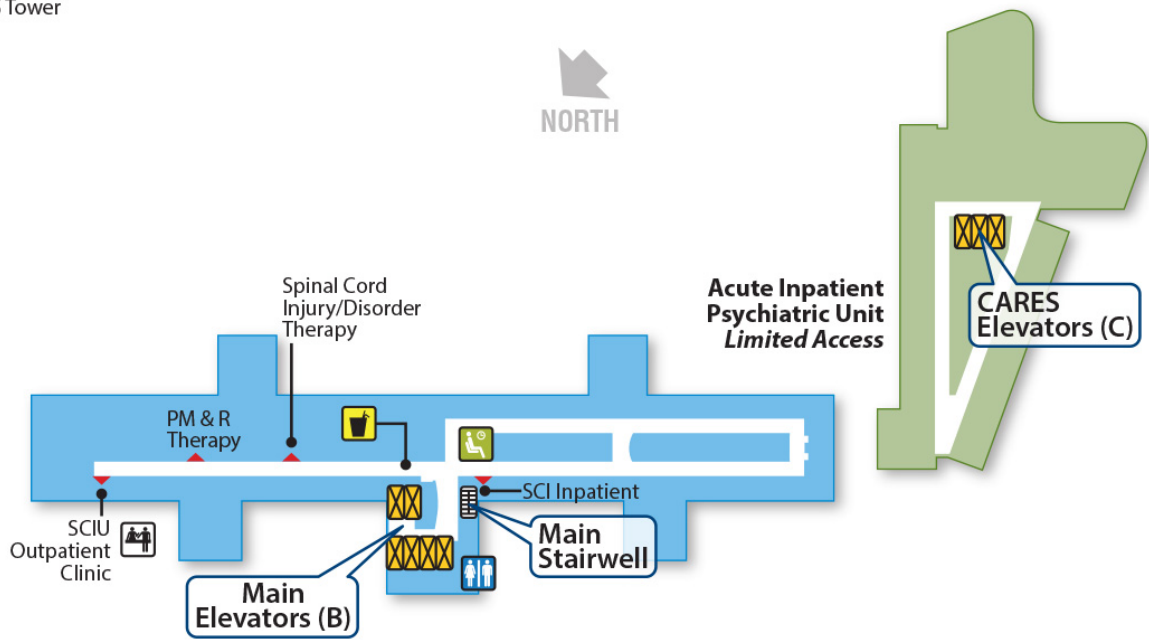 Tower
NORTH
Spinal Cord
Injury/Disorder
Therapy
Acute Inpatient
Psychiatric Unit
Limited Access
CARES
Elevators (C)
PM & R
Therapy
SCI Inpatient
SCIU
Outpatient
Clinic
Main
Stairwell
Main
Elevators (B)